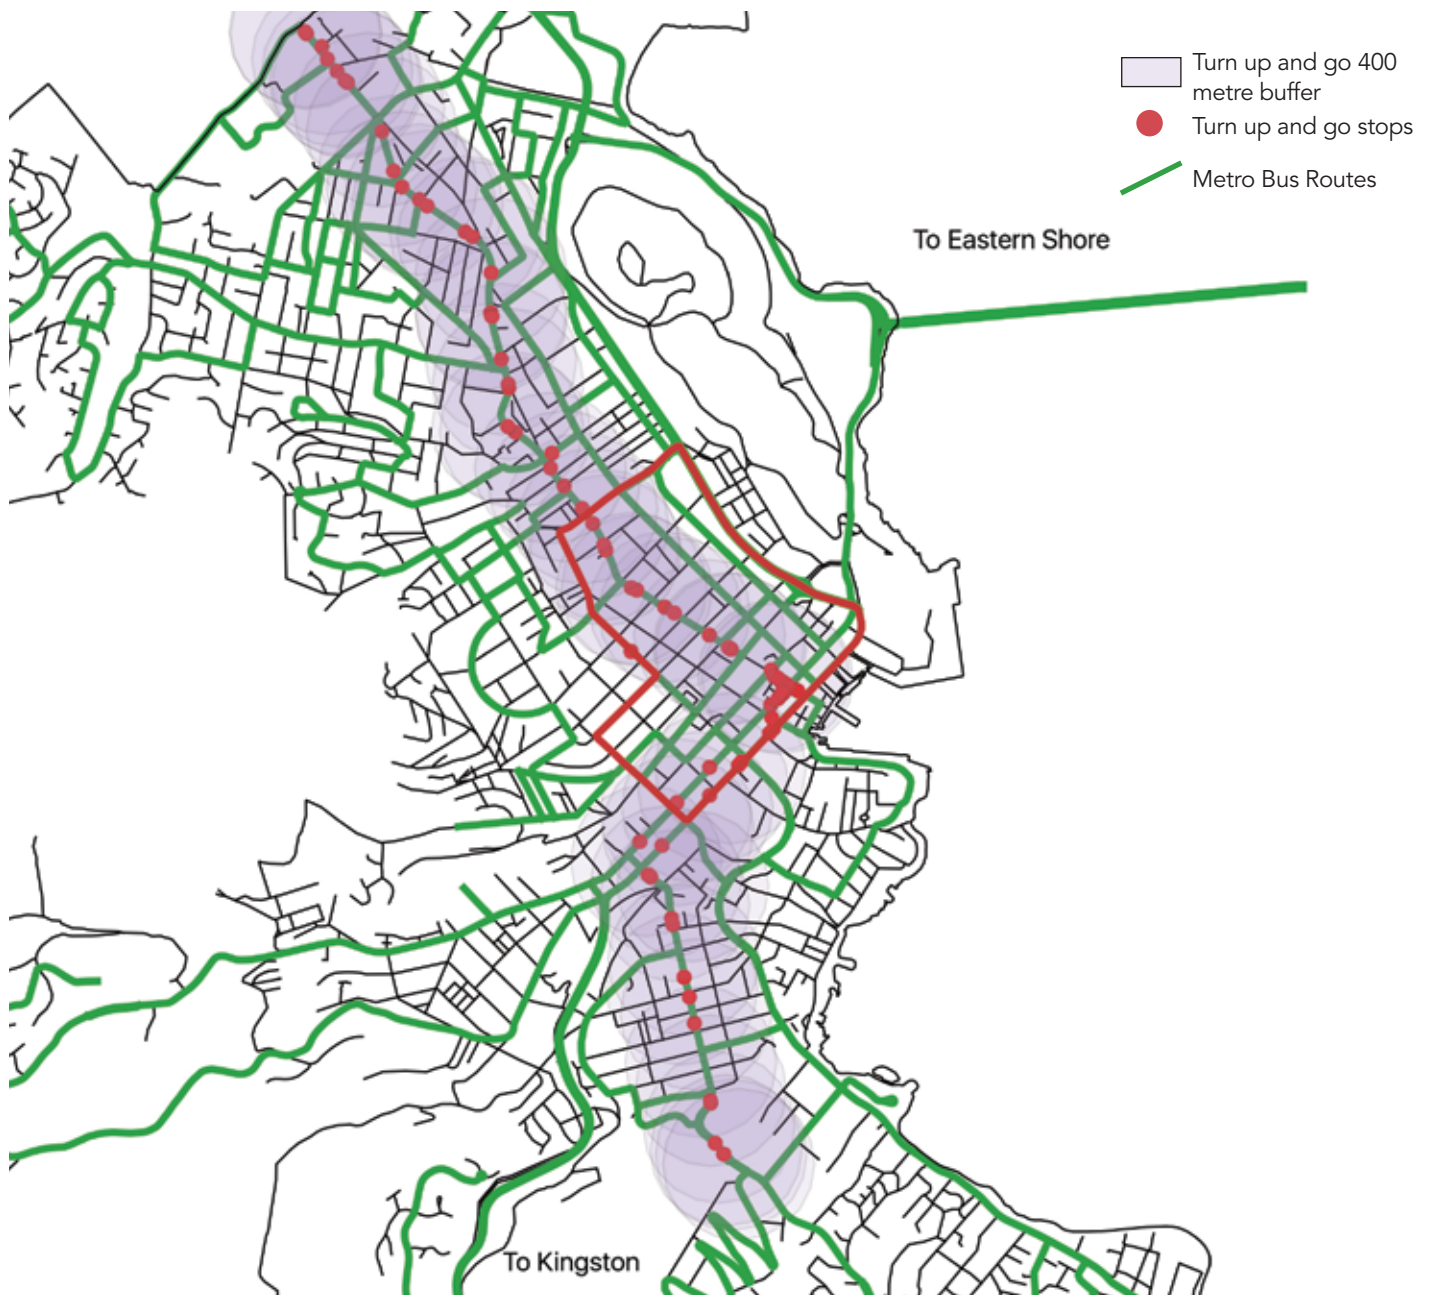 Turn up and go 400
metre buffer
Turn up and go stops
Metro Bus Routes
To Eastern Shore
To Kingston